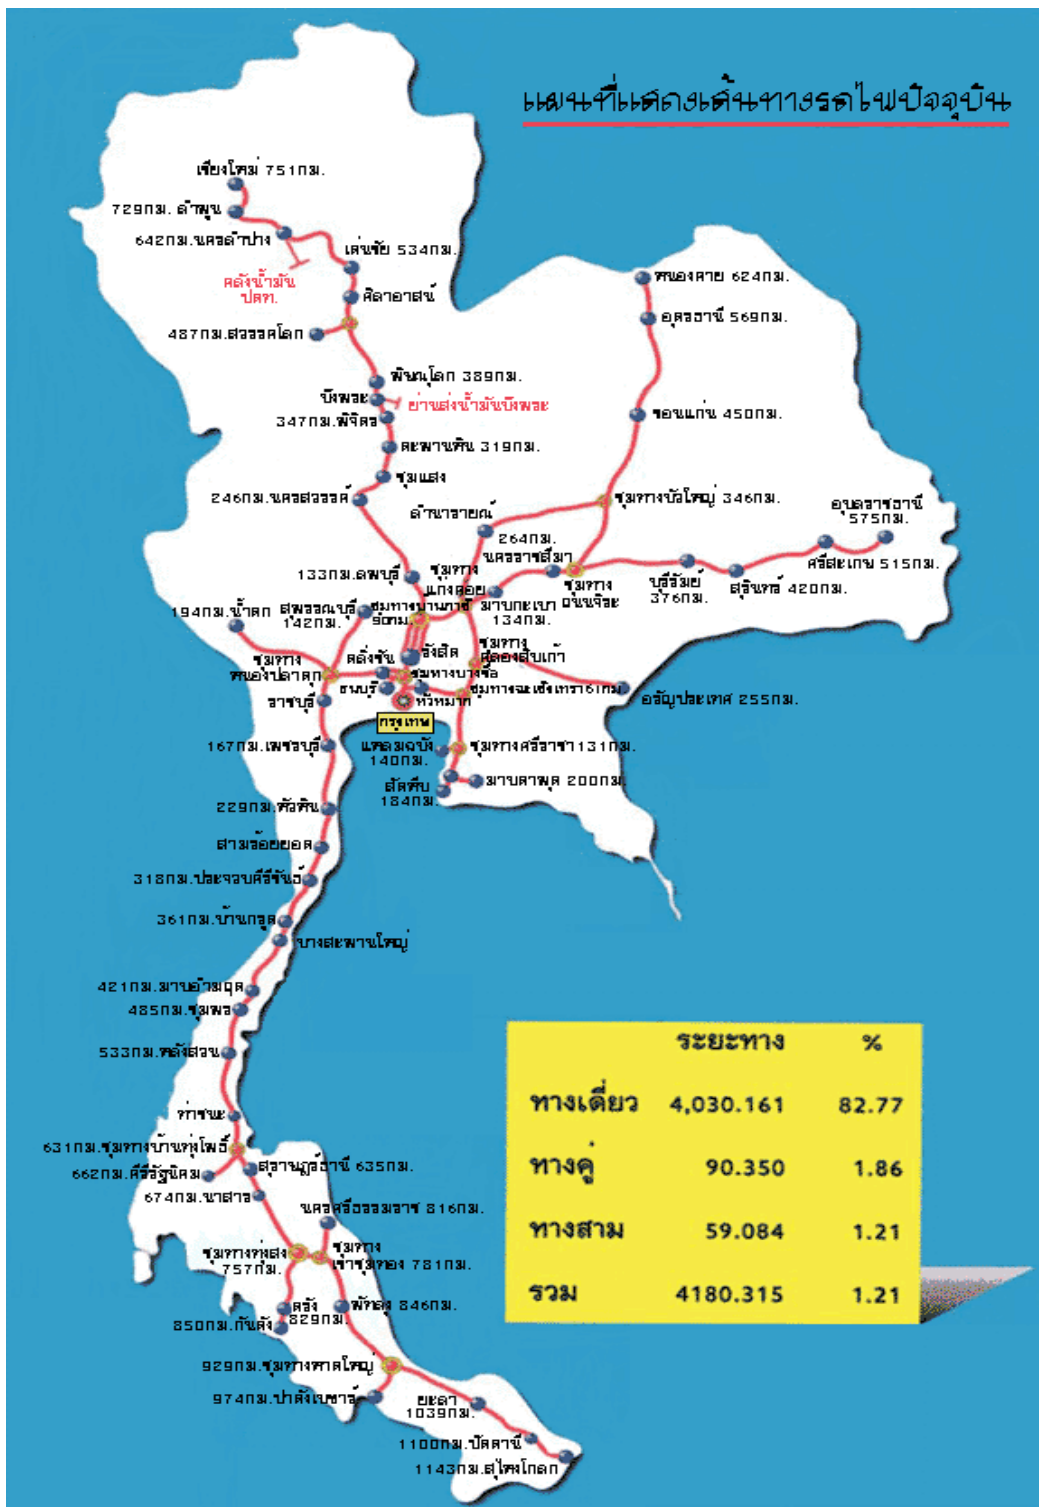 แผนที่แสดงเส้นทางรถไฟปัจจุบัน
เชียงใหม่ 751กม.
729กม. ลำพูน
642กม.นครลำปาง
เด่นชัย 534กม.
คลังน้ำมัน
ปตท.
ศิลาอาสน์
487กม.สวรรคโลก
หนองคาย 624กม.
อุดรธานี 569กม.
พิษณุโลก 389กม.
บึงพระ
ย่านส่งน้ำมันบึงพระ
347กม.พิจิตร
ขอนแก่น 450กม.
ตะพานหิน 319กม.
ชุมแสง
246กม.นครสวรรค์
ชุมทางบัวใหญ่ 346กม.
ลำนารายณ์
264กม.
อุบลราชธานี
575กม.
นครราชสีมา
ศรีสะเกษ 515กม.
133กม.ลพบุรี
ชุมทาง
แก่งคอย
ชุมทาง
ถนนจิระ
บุรีรัมย์
376กม.
สุรินทร์ 420กม.
มาบกะเบา
134กม.
194กม.น้ำตก
สุพรรณบุรี
142กม.
ชุมทางบ้านภาชี
90กม.
ชุมทาง
คลองสิบเก้า
ชุมทาง
หนองปลาดุก
ตลิ่งชัน
รังสิต
ชุมทางบางซื่อ
ธนบุรี
หัวหมาก
ชุมทางฉะเชิงเทรา 61กม.
อรัญประเทศ 255กม.
ราชบุรี
กรุงเทพ
167กม.เพชรบุรี
แหลมฉบัง
140กม.
ชุมทางศรีราชา 131กม.
สัตหีบ
184กม.
มาบตาพุด 200กม.
229กม.หัวหิน
สามร้อยยอด
318กม.ประจวบคีรีขันธ์
361กม.บ้านกรูด
บางสะพานใหญ่
421กม.มาบอำมฤต
485กม.ชุมพร
533กม.หลังสวน
ท่าชนะ
631กม.ชุมทางบ้านทุ่งโพธิ์
662กม.คีรีรัฐนิคม
สุราษฎร์ธานี 635กม.
674กม.นาสาร
นครศรีธรรมราช 816กม.
ชุมทางทุ่งสง
757กม.
ชุมทาง
เขาชุมทอง 781กม.
ตรัง
829กม.
850กม.กันตัง
พัทลุง 846กม.
929กม.ชุมทางหาดใหญ่
974กม.ปาดังเบซาร์
ยะลา
1039กม.
1100กม.ปัตตานี
1143กม.สุไหงโกลก
ระยะทาง %
ทางเดี่ยว 4,030.161 82.77
ทางคู่ 90.350 1.86
ทางสาม 59.084 1.21
รวม 4180.315 1.21